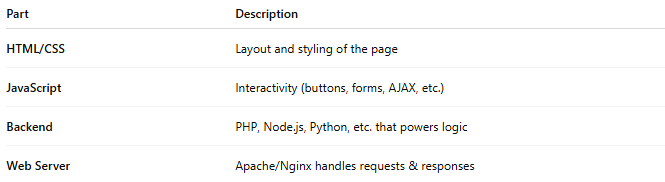 Part Description
HTML/CSS Layout and styling of the page
JavaScript Interactivity (buttons, forms, AJAX, etc.)
Backend PHP, Node.js, Python, etc. that powers logic
Web Server Apache/Nginx handles requests & responses